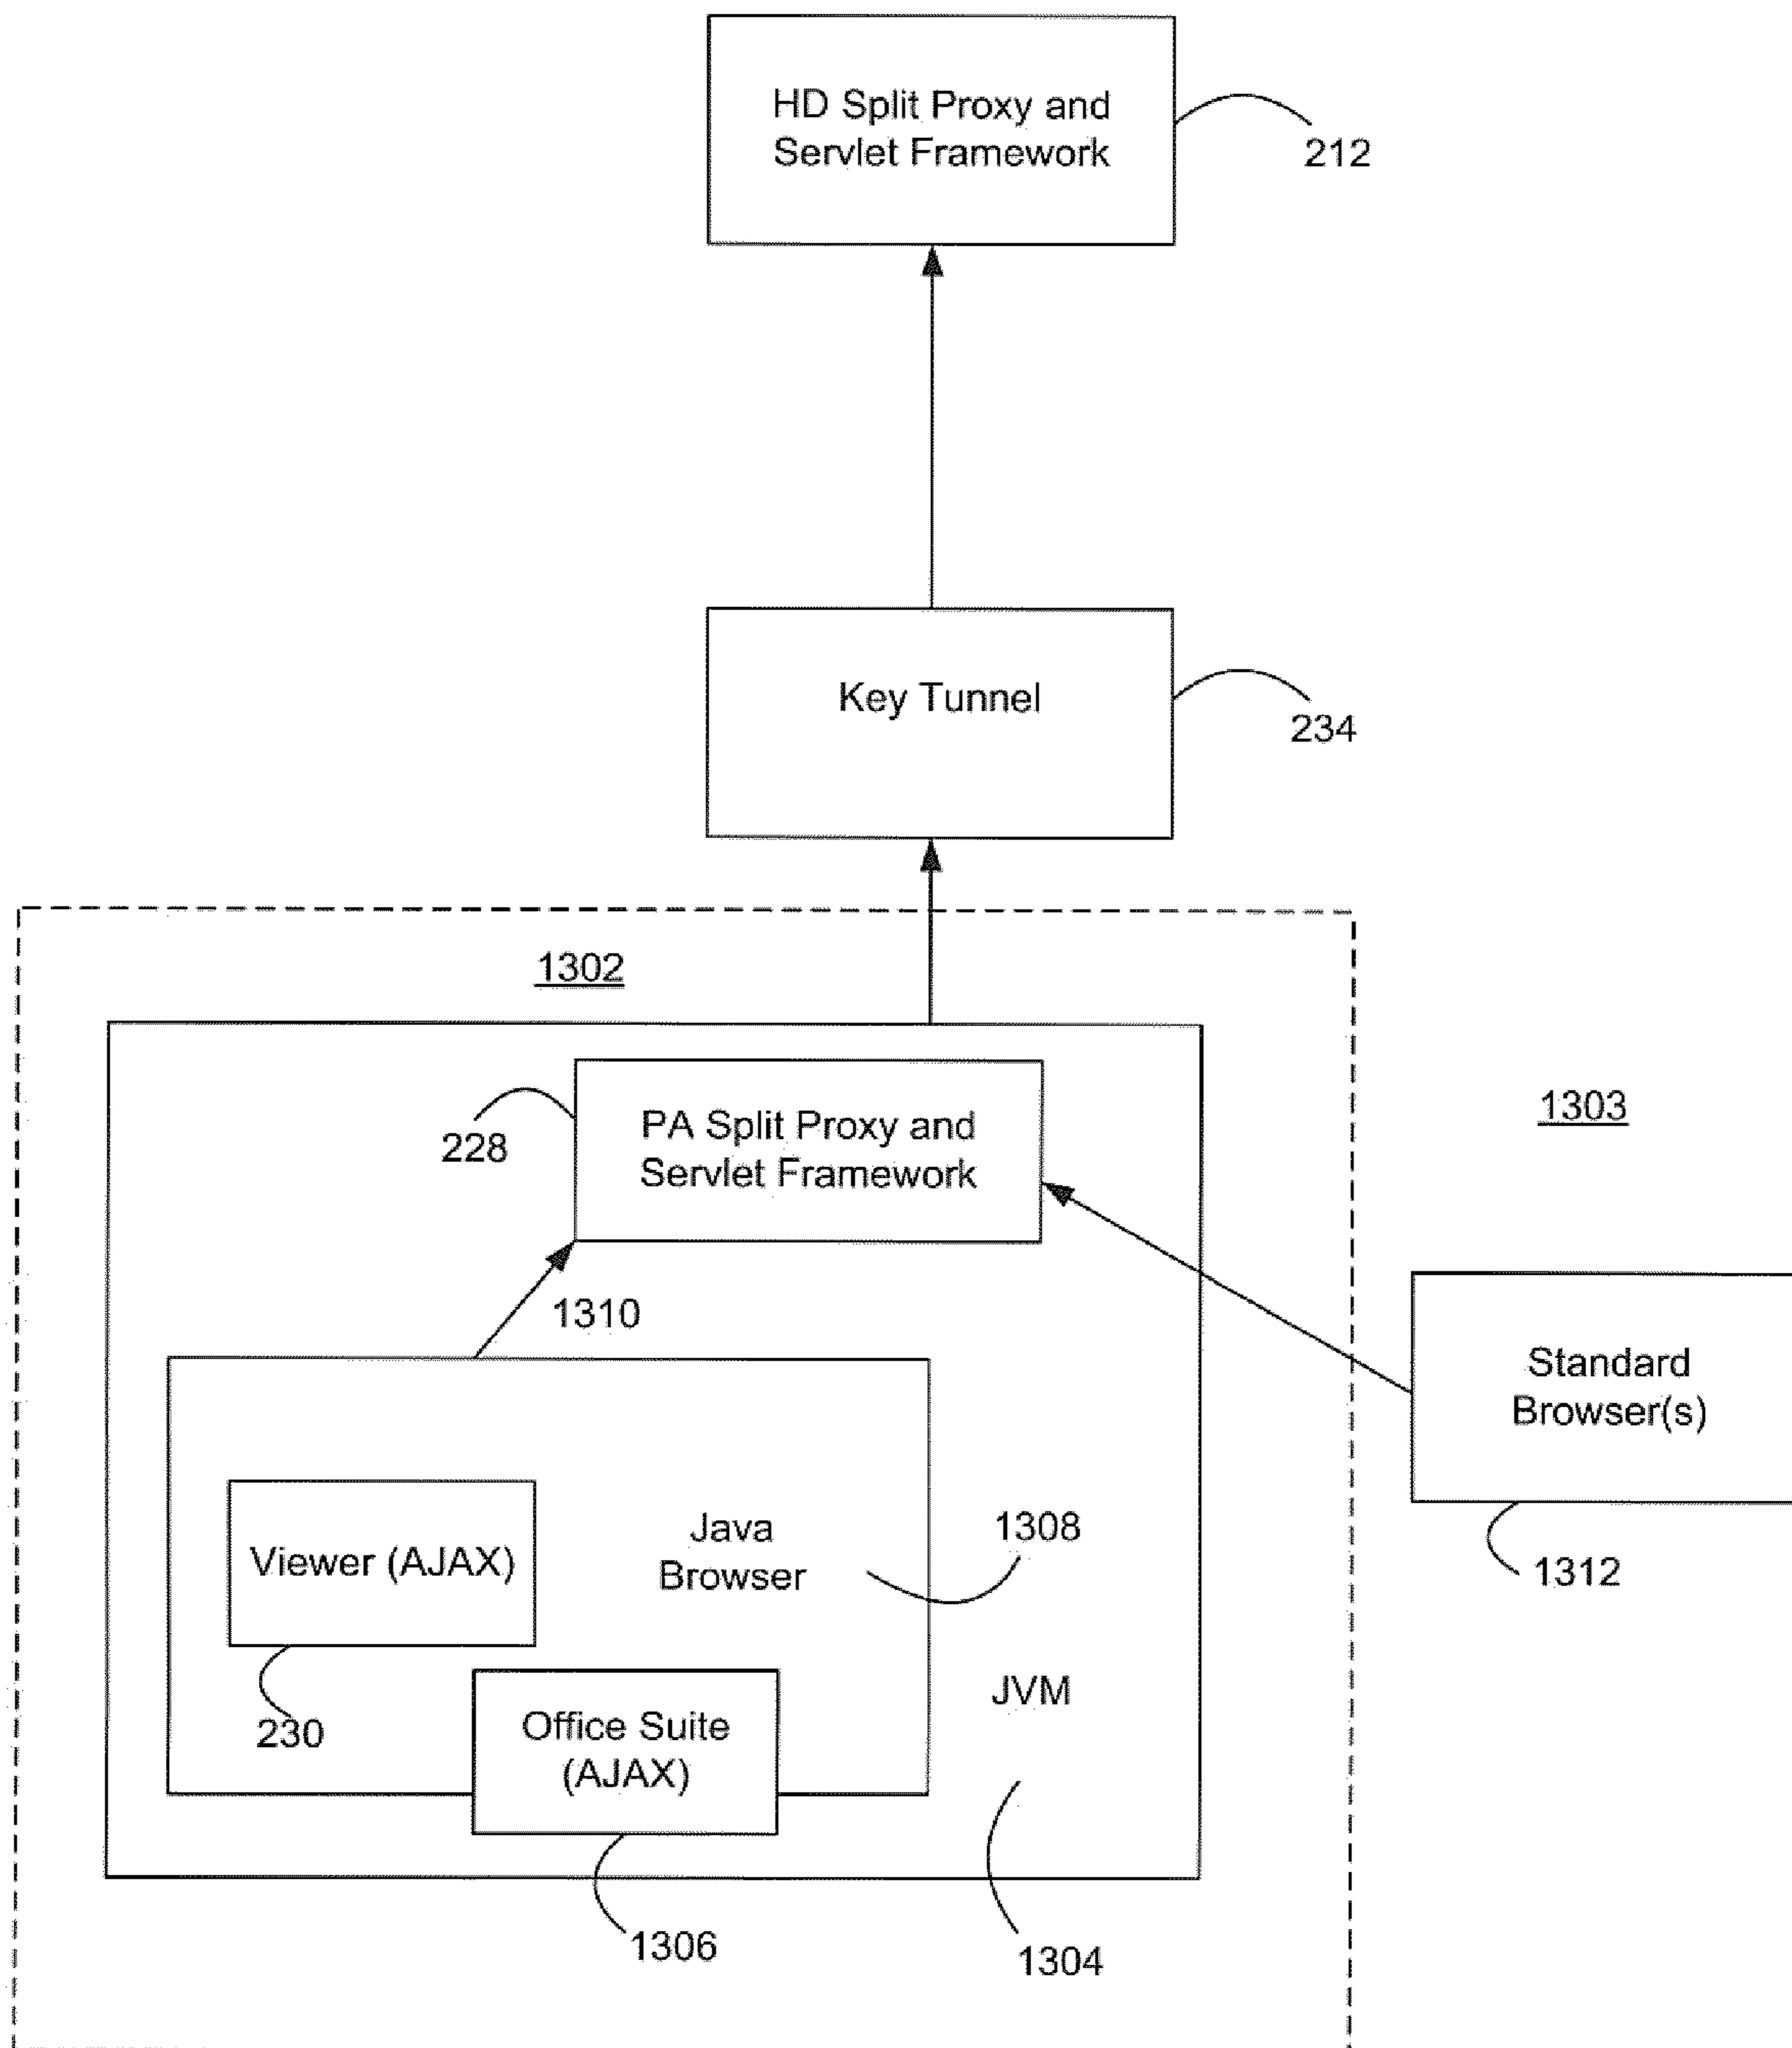 HD Split Proxy and
Servlet Framework
212
Key Tunnel
234
1302
1303
PA Split Proxy and
Servlet Framework
228
1310
Standard
Browser(s)
1312
Java
Browser
1308
Viewer (AJAX)
230
JVM
Office Suite
(AJAX)
1306
1304